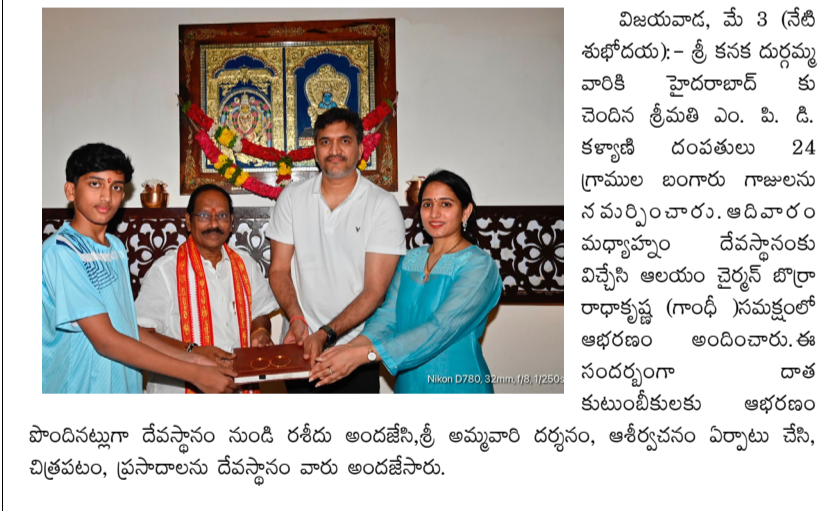 విజయవాడ, మే 3 (నేటి
శుభోదయ):- శ్రీ కనక దుర్గమ్మ
వారికి హైదరాబాద్ కు
చెందిన శ్రీమతి ఎం. పి. డి.
కళ్యాణి దంపతులు 24
గ్రాముల బంగారు గాజులను
నమర్పించారు. ఆదివారం
మధ్యాహ్నం దేవస్థానంకు
విచ్చేసి ఆలయం చైర్మన్ బొర్రా
రాధాకృష్ణ (గాంధీ )సమక్షంలో
ఆభరణం అందించారు.ఈ
సందర్భంగా దాత
కుటుంబీకులకు ఆభరణం
పొందినట్లుగా దేవస్థానం నుండి రశీదు అందజేసి,శ్రీ అమ్మవారి దర్శనం, ఆశీర్వచనం ఏర్పాటు చేసి,
చిత్రపటం, ప్రసాదాలను దేవస్థానం వారు అందజేసారు.
Nikon D780, 32mm, f/8, 1/250s